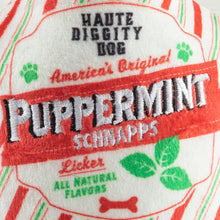 HAUTE
DIGGITY
DOG
America's Original
PUPPERMINT
SCHNAPPS
Licker
ALL NATURAL
FLAVORS